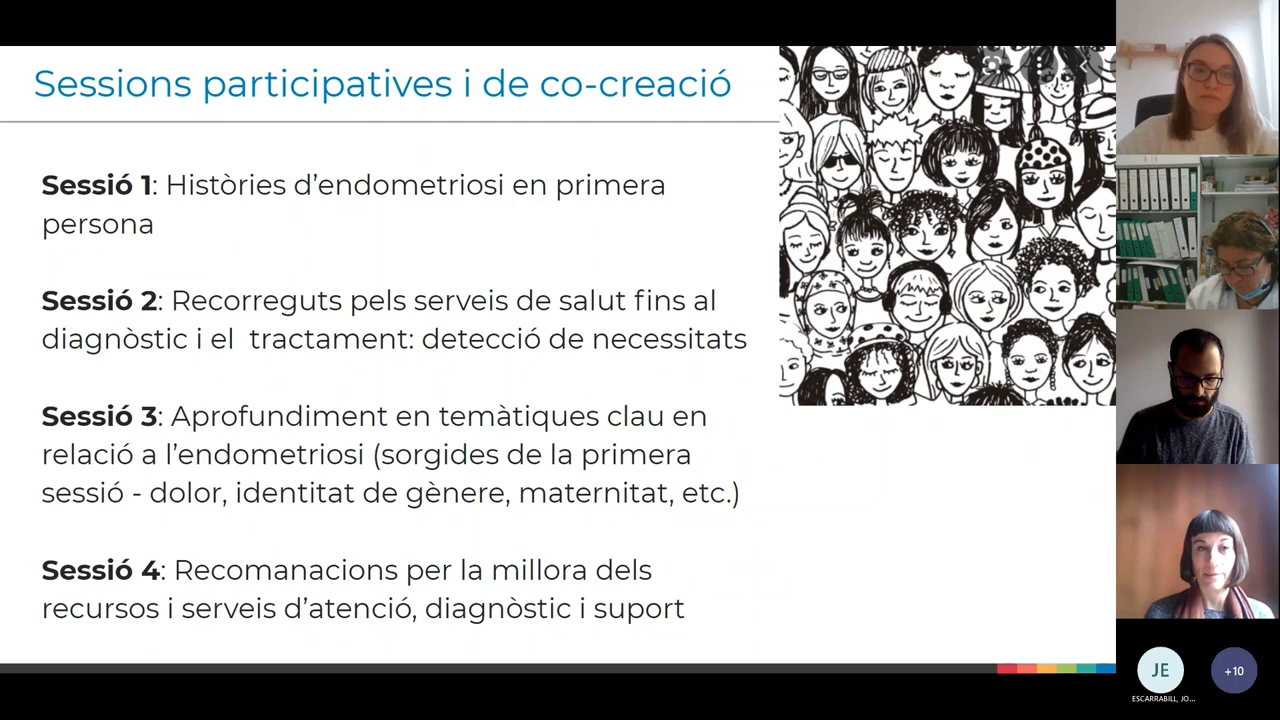 Sessions participatives i de co-creació
Sessió 1: Històries d’endometriosi en primera
persona
Sessió 2: Recorreguts pels serveis de salut fins al
diagnòstic i el  tractament: detecció de necessitats
Sessió 3: Aprofundiment en temàtiques clau en
relació a l’endometriosi (sorgides de la primera
sessió - dolor, identitat de gènere, maternitat, etc.)
Sessió 4: Recomanacions per la millora dels
recursos i serveis d’atenció, diagnòstic i suport
JE
+10
ESCARRABILL, JO...